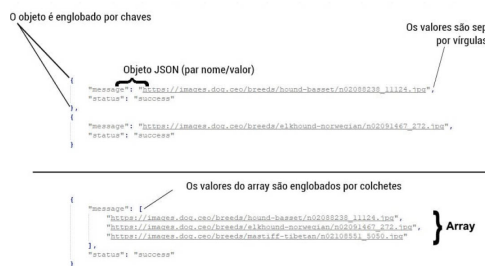 O objeto é englobado por chaves
Os valores são sep
por vírgulas
Objeto JSON (par nome/valor)
{
"message": "https://images.dog.ceo/breeds/hound-basset/n02088238_11124.jpg",
"status": "success"
},
{
"message": "https://images.dog.ceo/breeds/elkhound-norwegian/n02091467_272.jpg",
"status": "success"
}
Os valores do array são englobados por colchetes
{
"message": [
"https://images.dog.ceo/breeds/hound-basset/n02088238_11124.jpg",
"https://images.dog.ceo/breeds/elkhound-norwegian/n02091467_272.jpg",
"https://images.dog.ceo/breeds/mastiff-tibetan/n02108551_5050.jpg"
],
"status": "success"
}
Array